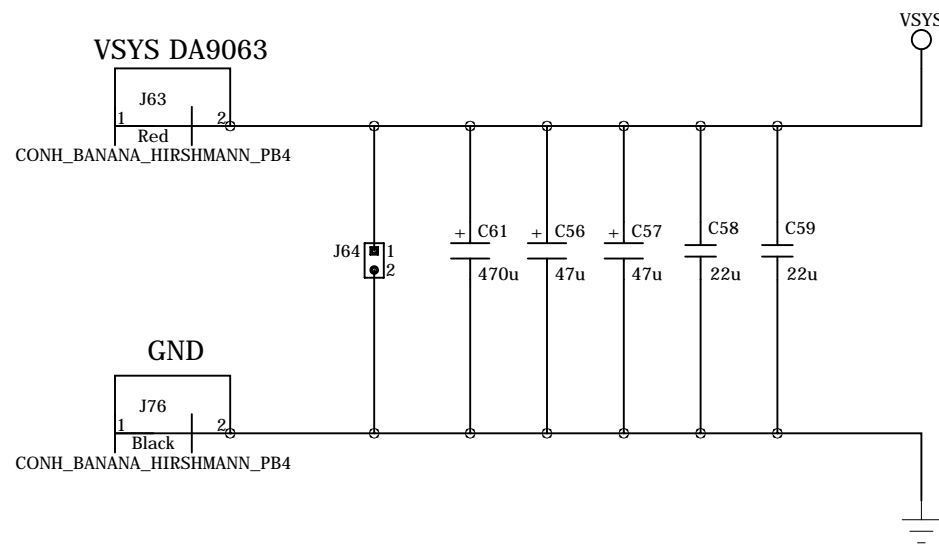 VSYS
VSYS DA9063
J63
1 2
Red
CONH_BANANA_HIRSHMANN_PB4
+ C61
+ C56
+ C57
C58
C59
J64 1
2
470u
47u
47u
22u
22u
GND
J76
1 2
Black
CONH_BANANA_HIRSHMANN_PB4